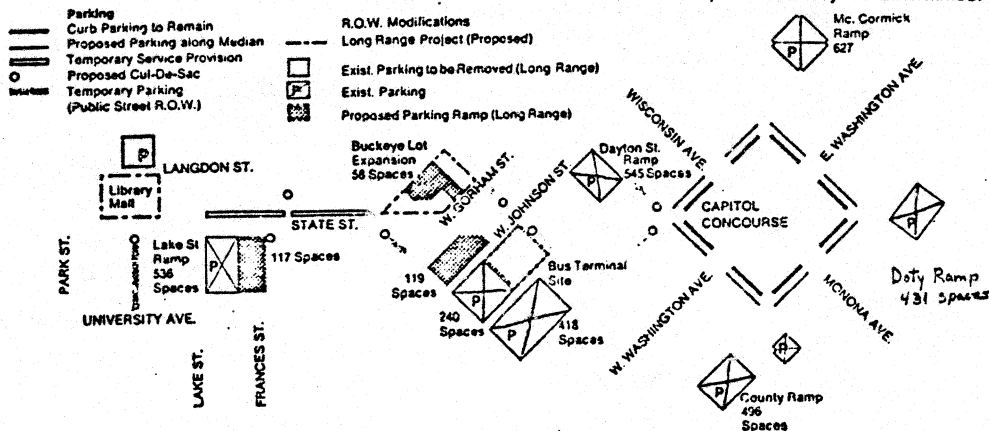 Parking
Curb Parking to Remain
Proposed Parking along Median
Temporary Service Provision
Proposed Cul-De-Sac
Temporary Parking
(Public Street R.O.W.)
R.O.W. Modifications
Long Range Project (Proposed)
Exist. Parking to be Removed (Long Range)
P
Exist. Parking
Proposed Parking Ramp (Long Range)
P
Mc. Cormick
Ramp
627
WISCONSIN AVE.
E. WASHINGTON AVE.
P
LANGDON ST.
Library
Mall
Buckeye Lot
Expansion
58 Spaces
W. GORHAM ST.
W. JOHNSON ST.
Dayton St.
Ramp
545 Spaces
P
STATE ST.
CAPITOL
CONCOURSE
P
PARK ST.
Lake St
Ramp
536
Spaces
P
117 Spaces
119
Spaces
P
240
Spaces
Bus Terminal
Site
P
418
Spaces
Doty Ramp
431 spaces
UNIVERSITY AVE.
W. WASHINGTON AVE.
MONONA AVE.
LAKE ST.
FRANCES ST.
P
P
County Ramp
496
Spaces